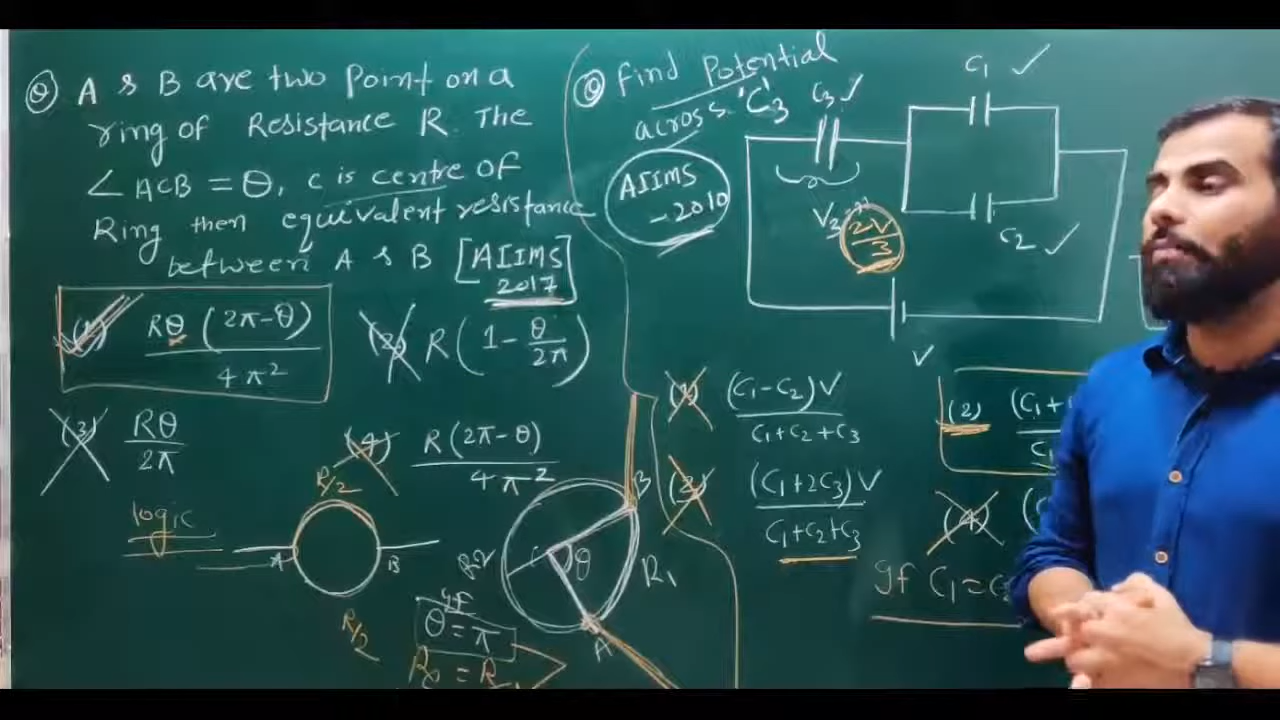 Q A & B are two point on a
ring of Resistance R. The
∠ACB = θ, c is centre of
Ring then equivalent resistance
between A & B [AIIMS
2017]
(1) Rθ(2π-θ)
4π²
(2) R(1-θ/2π)
(3) Rθ
2π
(4) R(2π-θ)
4π²
logic
R/2
A B
R/2
B
C θ
R1
A
if
θ=π
Q find potential
across 'C3'
AIIMS
-2010
C3
C1
C2
V3=
2V
3
V
(1) (C1-C2)V
C1+C2+C3
(2) (C1+
C1
(3) (C1+2C3)V
C1+C2+C3
(4) (
if C1=C